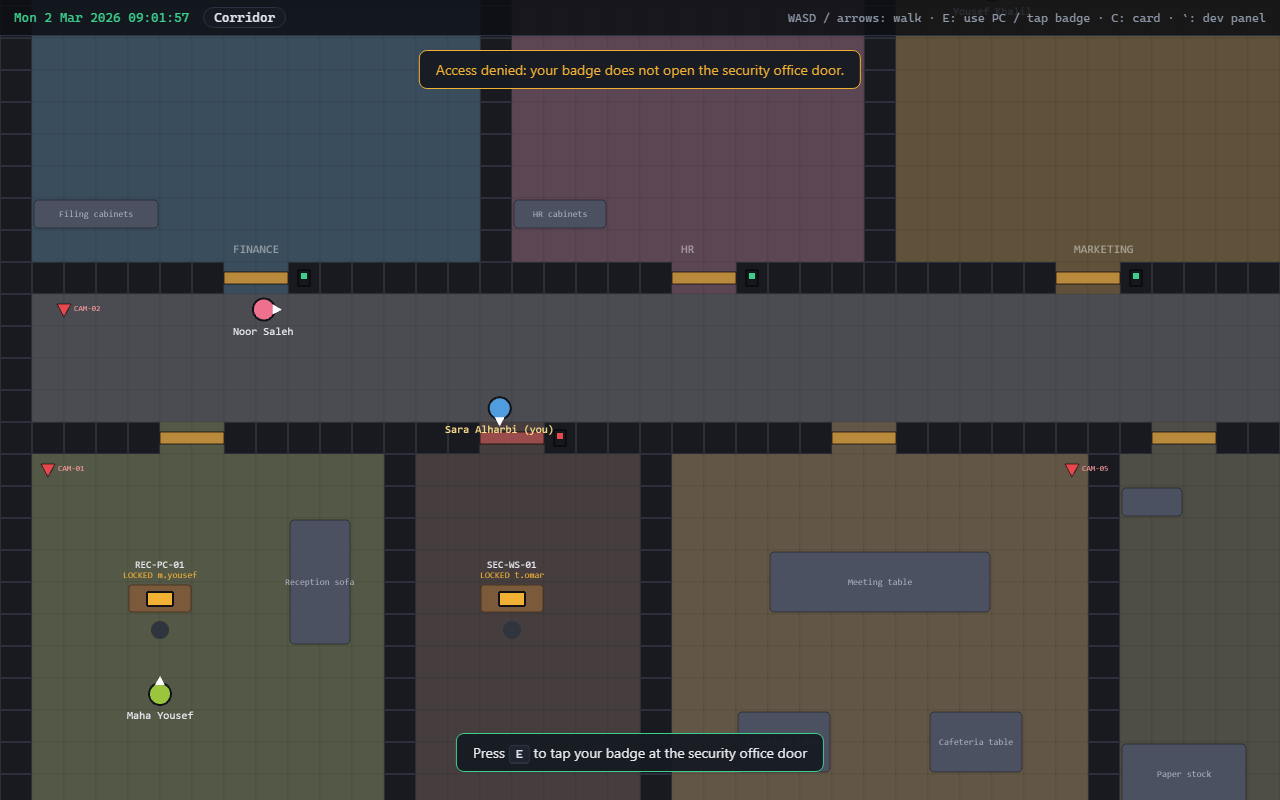 Mon 2 Mar 2026 09:01:57
Corridor
WASD / arrows: walk · E: use PC / tap badge · C: card · `: dev panel
Yousef Khalil
Access denied: your badge does not open the security office door.
Filing cabinets
HR cabinets
FINANCE
HR
MARKETING
CAM-02
Noor Saleh
Sara Alharbi (you)
CAM-01
CAM-05
REC-PC-01
LOCKED m.yousef
SEC-WS-01
LOCKED t.omar
Reception sofa
Meeting table
Maha Yousef
Cafeteria table
Press E to tap your badge at the security office door
Paper stock